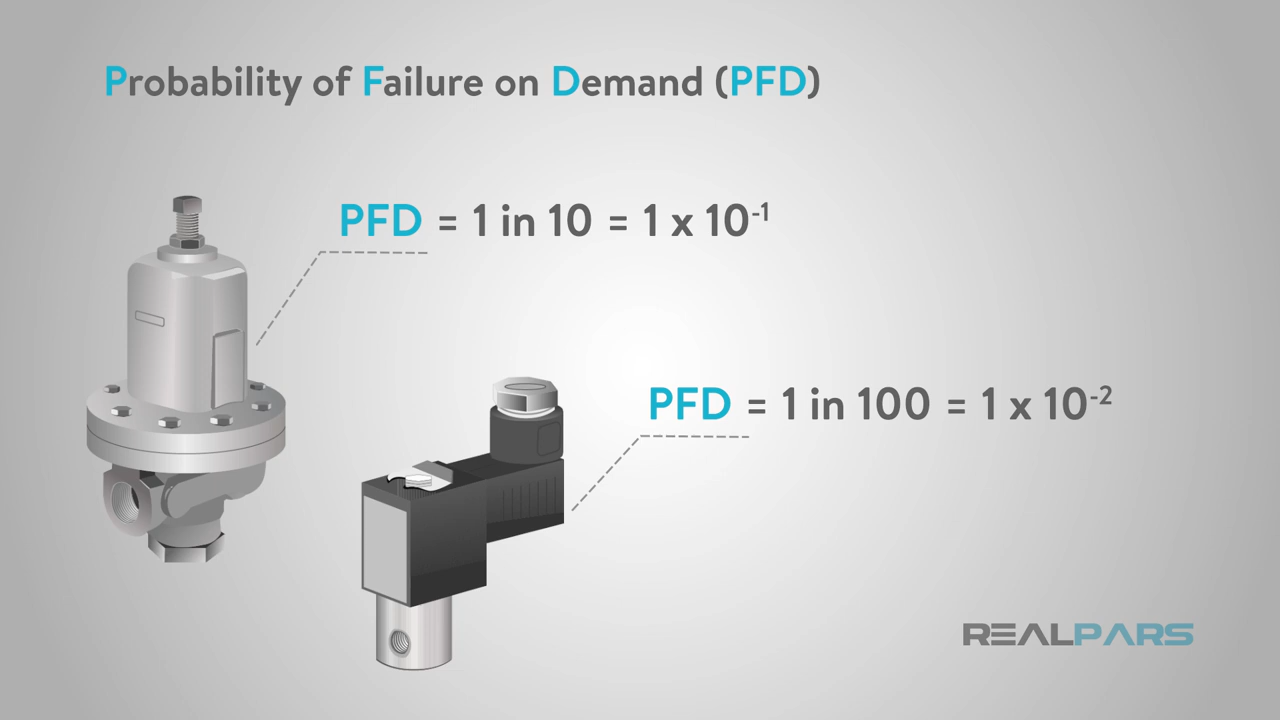 Probability of Failure on Demand (PFD)
PFD = 1 in 10 = 1 x 10⁻¹
PFD = 1 in 100 = 1 x 10⁻²
REALPARS